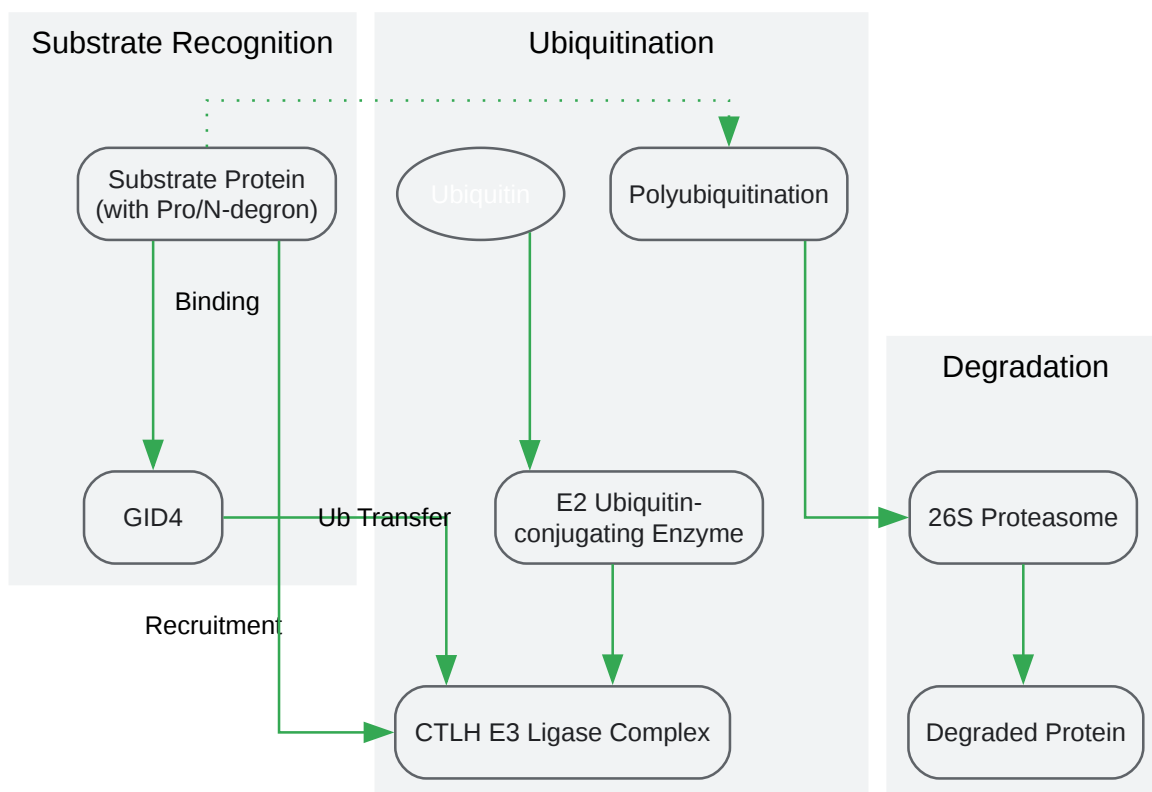 Substrate Recognition
Ubiquitination
Substrate Protein
(with Pro/N-degron)
Ubiquitin
Polyubiquitination
Binding
Degradation
GID4
Ub Transfer
E2 Ubiquitin-
conjugating Enzyme
26S Proteasome
Recruitment
CTLH E3 Ligase Complex
Degraded Protein